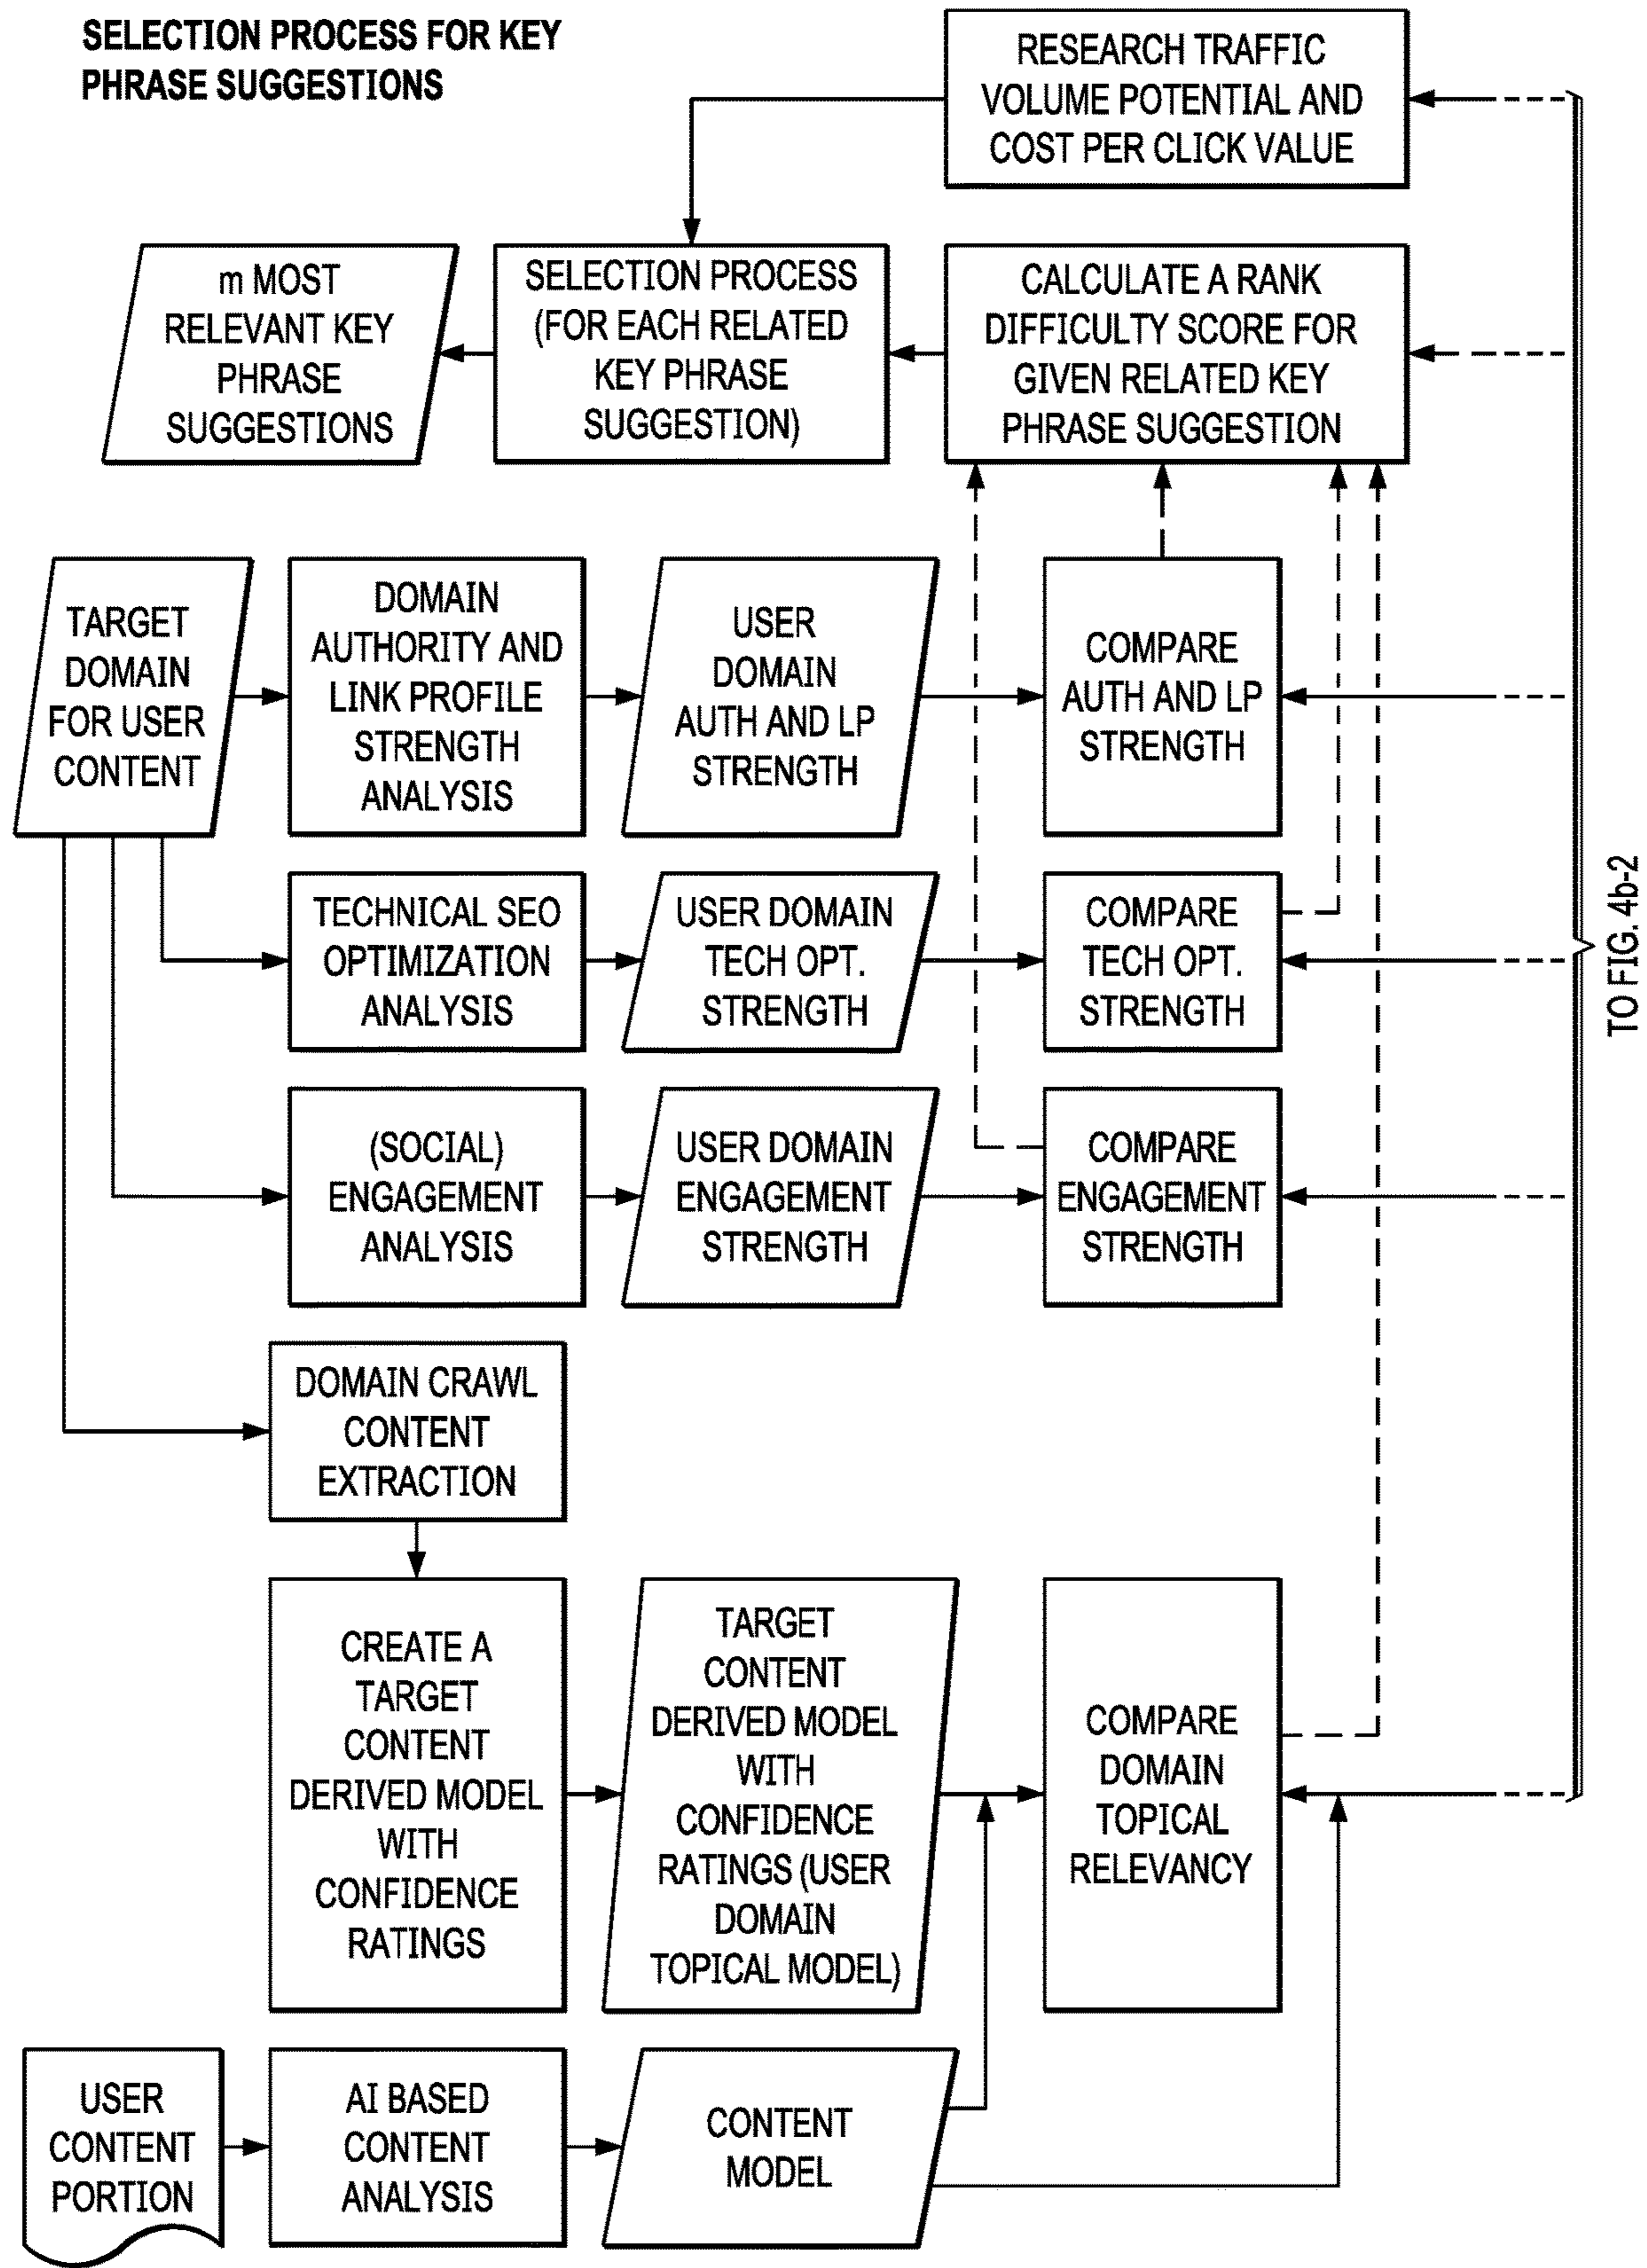 SELECTION PROCESS FOR KEY
PHRASE SUGGESTIONS
RESEARCH TRAFFIC
VOLUME POTENTIAL AND
COST PER CLICK VALUE
m MOST
RELEVANT KEY
PHRASE
SUGGESTIONS
SELECTION PROCESS
(FOR EACH RELATED
KEY PHRASE
SUGGESTION)
CALCULATE A RANK
DIFFICULTY SCORE FOR
GIVEN RELATED KEY
PHRASE SUGGESTION
TARGET
DOMAIN
FOR USER
CONTENT
DOMAIN
AUTHORITY AND
LINK PROFILE
STRENGTH
ANALYSIS
USER
DOMAIN
AUTH AND LP
STRENGTH
COMPARE
AUTH AND LP
STRENGTH
TECHNICAL SEO
OPTIMIZATION
ANALYSIS
USER DOMAIN
TECH OPT.
STRENGTH
COMPARE
TECH OPT.
STRENGTH
TO FIG. 4b-2
(SOCIAL)
ENGAGEMENT
ANALYSIS
USER DOMAIN
ENGAGEMENT
STRENGTH
COMPARE
ENGAGEMENT
STRENGTH
DOMAIN CRAWL
CONTENT
EXTRACTION
CREATE A
TARGET
CONTENT
DERIVED MODEL
WITH
CONFIDENCE
RATINGS
TARGET
CONTENT
DERIVED MODEL
WITH
CONFIDENCE
RATINGS (USER
DOMAIN
TOPICAL MODEL)
COMPARE
DOMAIN
TOPICAL
RELEVANCY
USER
CONTENT
PORTION
AI BASED
CONTENT
ANALYSIS
CONTENT
MODEL